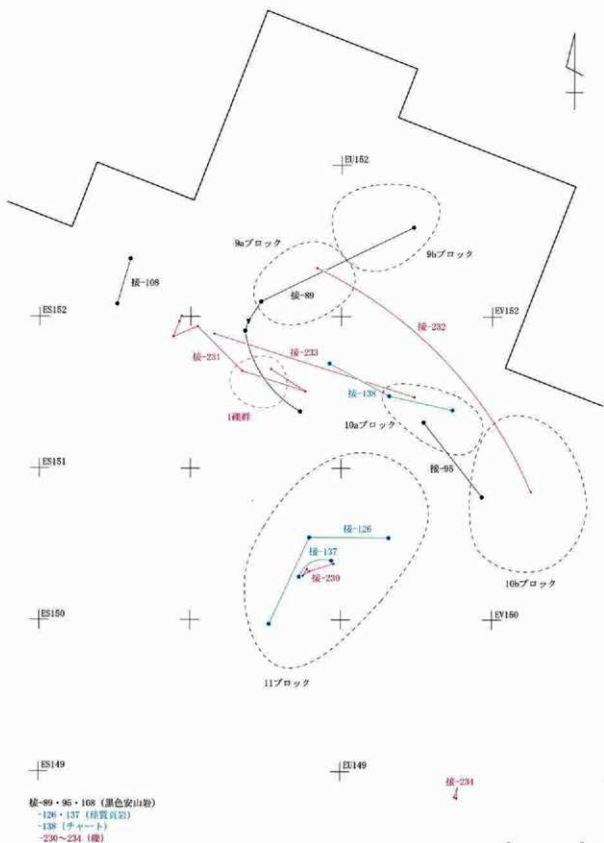 EU152
9aブロック
9bブロック
接-108
接-89
ES152
EV152
接-232
接-231
接-233
接-138
1礫群
10aブロック
接-95
ES151
接-126
接-137
接-230
10bブロック
ES150
EV150
11ブロック
ES149
EU149
接-234
接-89・95・108 (黒色安山岩)
-126・137 (珪質頁岩)
-138 (チャート)
-230~234 (礫)